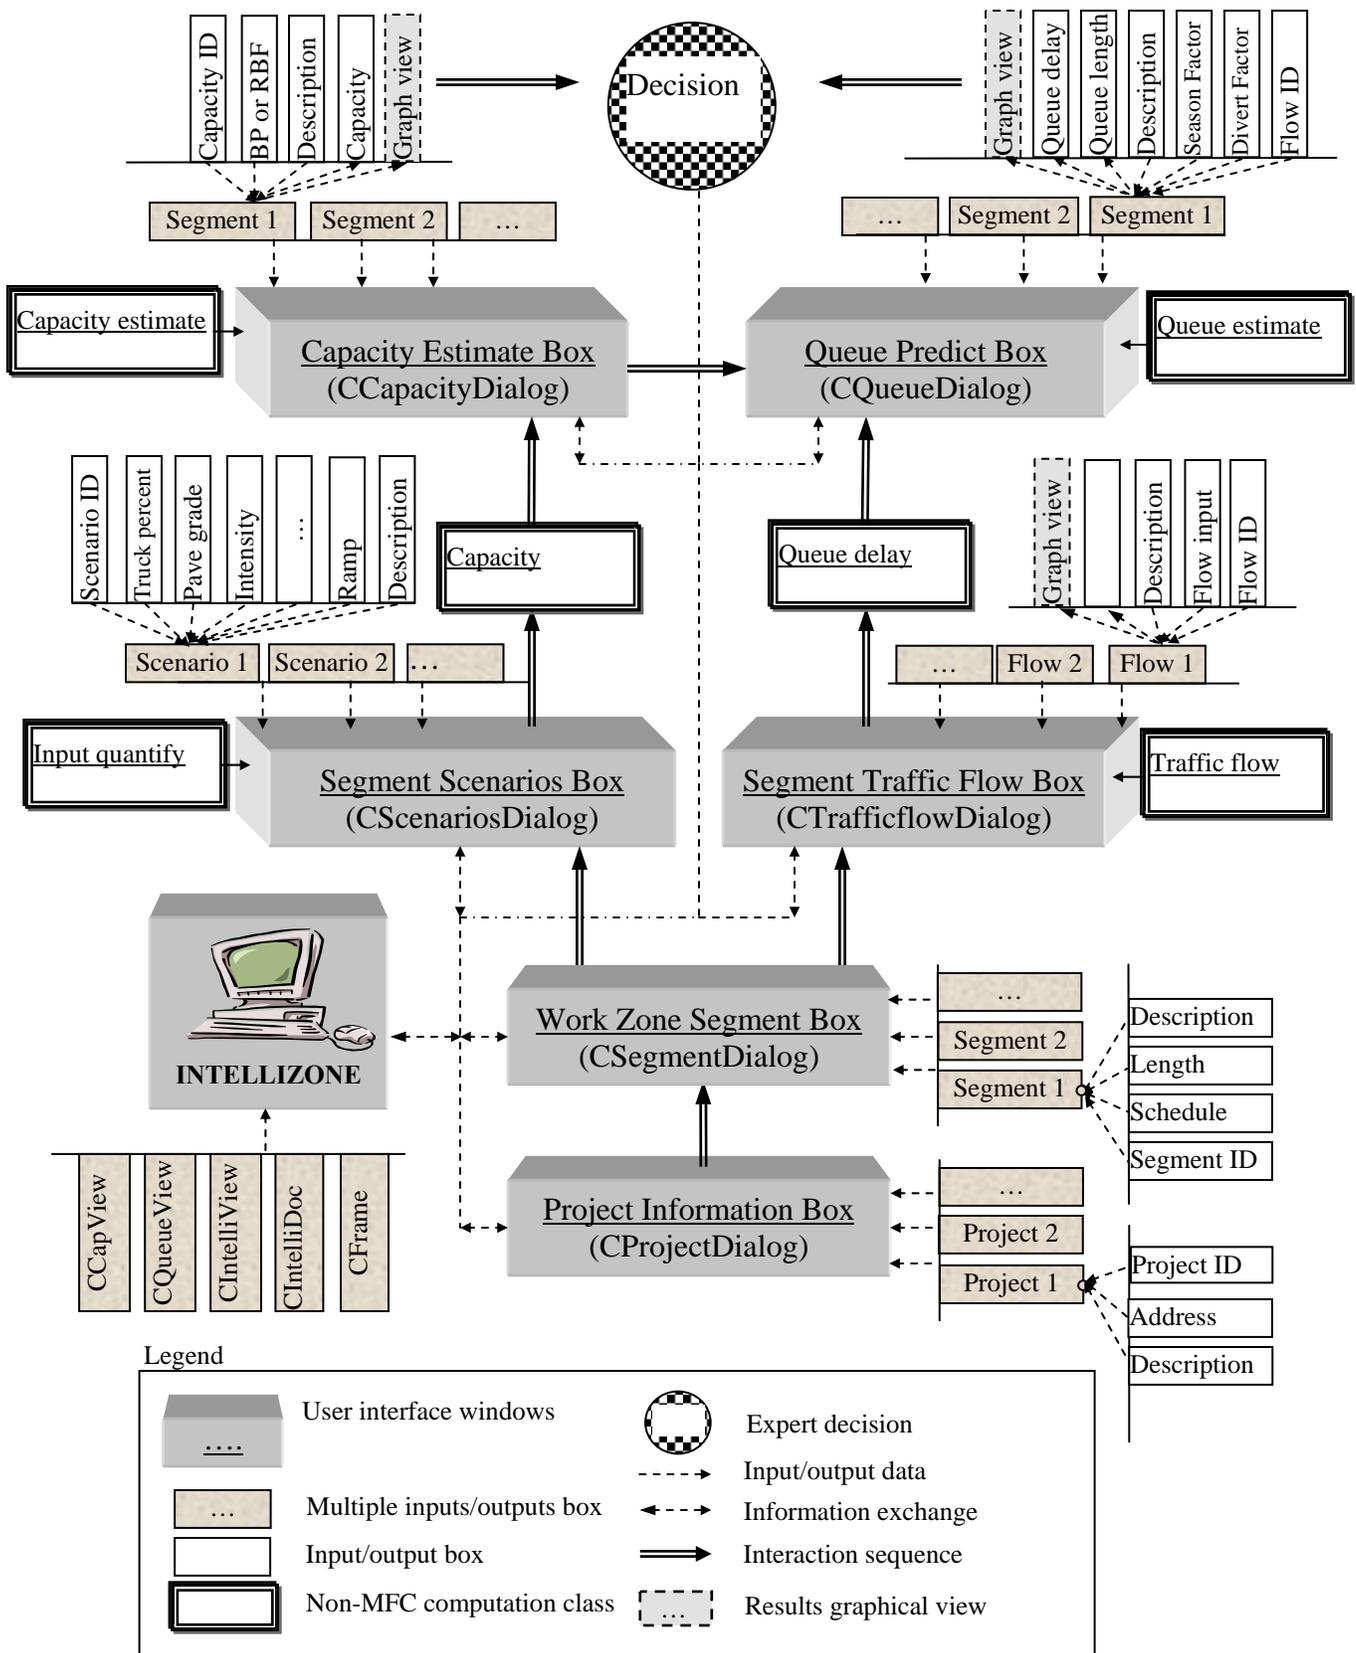 Capacity ID
BP or RBF
Description
Capacity
Graph view
Decision
Graph view
Queue delay
Queue length
Description
Season Factor
Divert Factor
Flow ID
Segment 1
Segment 2
…
…
Segment 2
Segment 1
Capacity estimate
Capacity Estimate Box
(CCapacityDialog)
Queue Predict Box
(CQueueDialog)
Queue estimate
Scenario ID
Truck percent
Pave grade
Intensity
…
Ramp
Description
Capacity
Queue delay
Graph view
Description
Flow input
Flow ID
Scenario 1
Scenario 2
…
…
Flow 2
Flow 1
Input quantify
Segment Scenarios Box
(CScenariosDialog)
Segment Traffic Flow Box
(CTrafficflowDialog)
Traffic flow
INTELLIZONE
Work Zone Segment Box
(CSegmentDialog)
…
Segment 2
Segment 1
Description
Length
Schedule
Segment ID
CCapView
CQueueView
CIntelliView
CIntelliDoc
CFrame
Project Information Box
(CProjectDialog)
…
Project 2
Project 1
Project ID
Address
Description
Legend
….
User interface windows
Expert decision
Input/output data
…
Multiple inputs/outputs box
Information exchange
Input/output box
Interaction sequence
Non-MFC computation class
…
Results graphical view